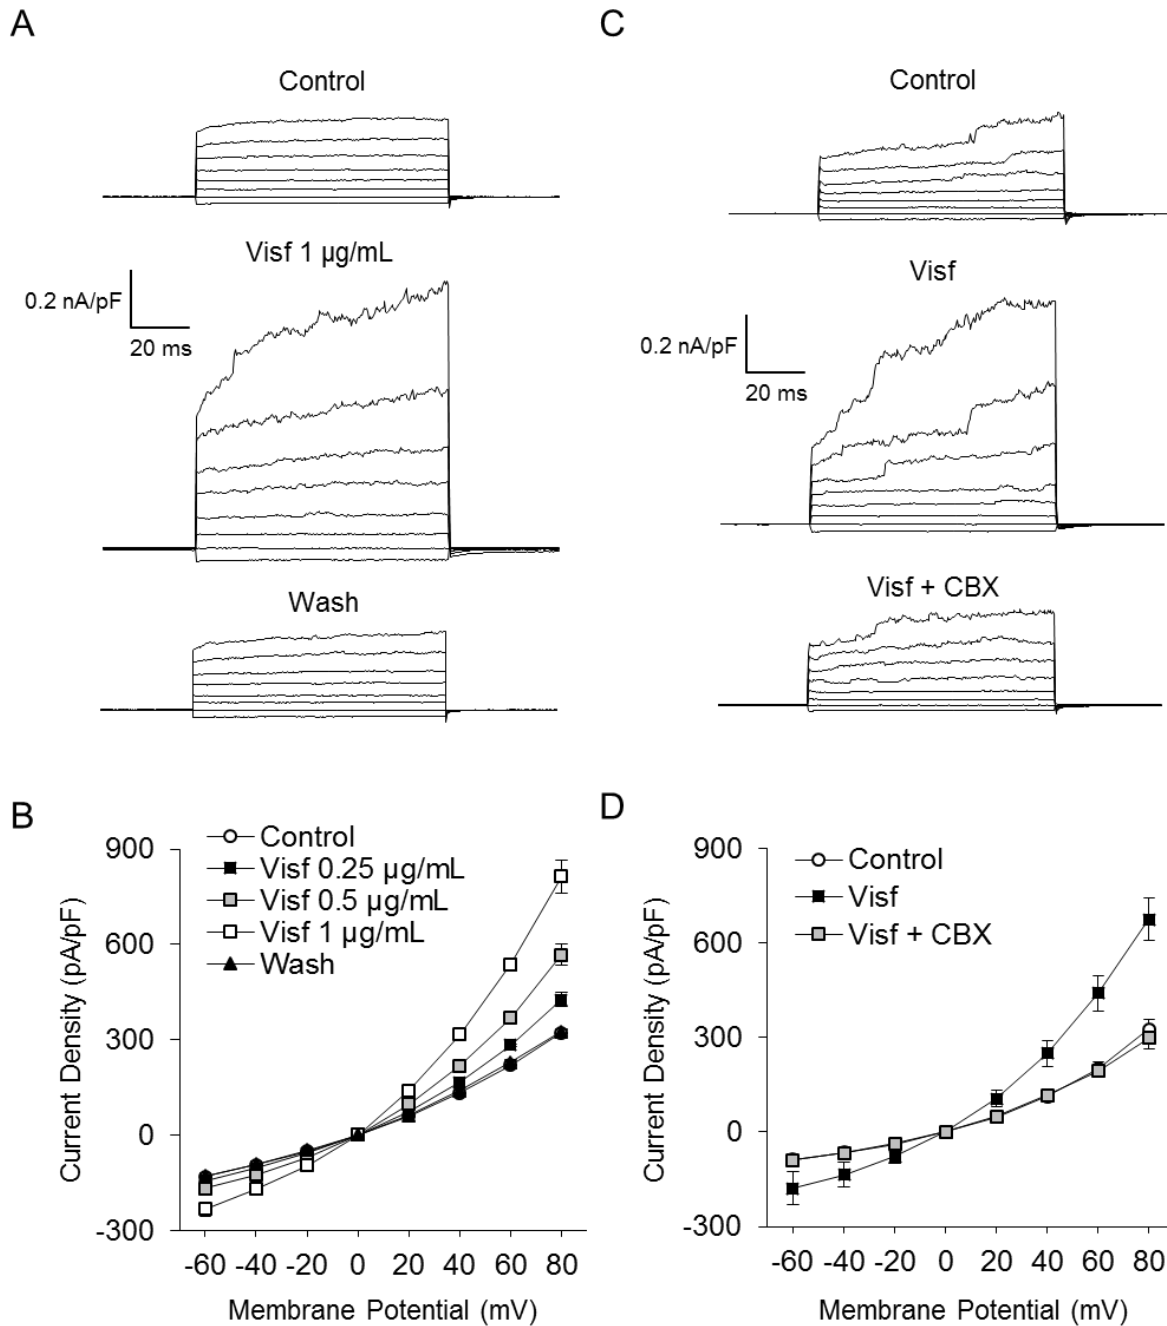 A
Control
Visf 1 µg/mL
0.2 nA/pF
20 ms
Wash
B
Control
Visf 0.25 µg/mL
Visf 0.5 µg/mL
Visf 1 µg/mL
Wash
900
600
300
0
-300
Current Density (pA/pF)
-60 -40 -20 0 20 40 60 80
Membrane Potential (mV)
C
Control
Visf
0.2 nA/pF
20 ms
Visf + CBX
D
Control
Visf
Visf + CBX
900
600
300
0
-300
Current Density (pA/pF)
-60 -40 -20 0 20 40 60 80
Membrane Potential (mV)